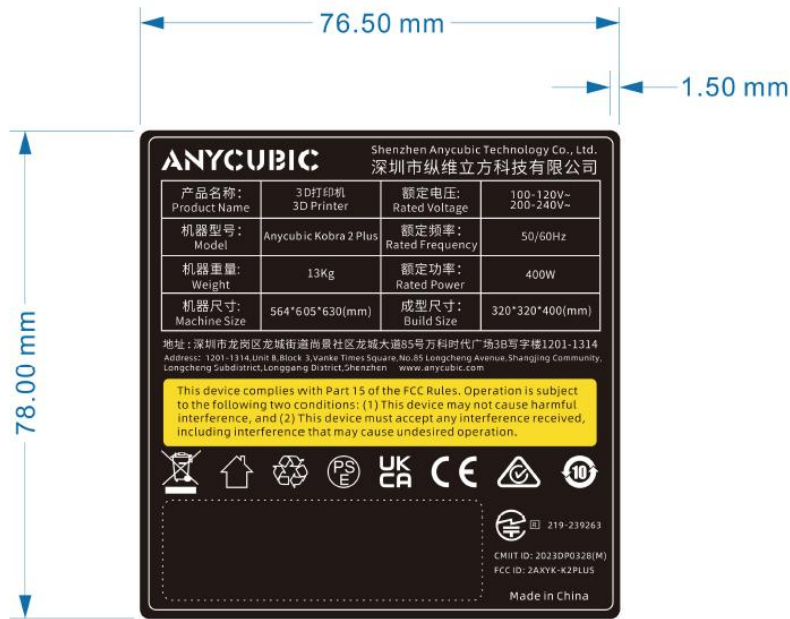 76.50 mm
1.50 mm
78.00 mm
ANYCUBIC
Shenzhen Anycubic Technology Co., Ltd.
深圳市纵维立方科技有限公司
产品名称: 3D打印机 额定电压: 100-120V~
Product Name 3D Printer Rated Voltage 200-240V~
机器型号: Anycubic Kobra 2 Plus 额定频率: 50/60Hz
Model Rated Frequency
机器重量: 13Kg 额定功率: 400W
Weight Rated Power
机器尺寸: 564*605*630(mm) 成型尺寸: 320*320*400(mm)
Machine Size Build Size
地址:深圳市龙岗区龙城街道尚景社区龙城大道85号万科时代广场3B写字楼1201-1314
Address: 1201-1314,Unit B,Block 3,Vanke Times Square,No.85 Longcheng Avenue,Shangjing Community,
Longcheng Subdistrict,Longgang District,Shenzhen www.anycubic.com
This device complies with Part 15 of the FCC Rules. Operation is subject
to the following two conditions: (1) This device may not cause harmful
interference, and (2) This device must accept any interference received,
including interference that may cause undesired operation.
PS
E
UK
CA
CE
10
R 219-239263
CMIIT ID: 2023DP0328(M)
FCC ID: 2AXYK-K2PLUS
Made in China